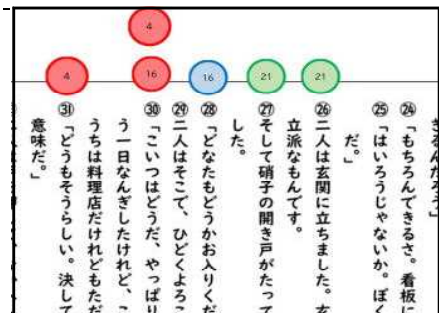 4
4
16
16
21
21
きるんだろう」
㉔「もちろんできるさ。看板に
㉕「はいろうじゃないか。ぼく
だ。」
㉖二人は玄関に立ちました。玄
立派なもんです。
㉗そして硝子の開き戸がたって
した。
㉘「どなたもどうかお入りくだ
㉙二人はそこで、ひどくよろこ
㉚「こいつはどうだ、やっぱり
う一日なんぎしたけれど、こ
うちは料理店だけれどもただ
㉛「どうもそうらしい。決して
意味だ。」